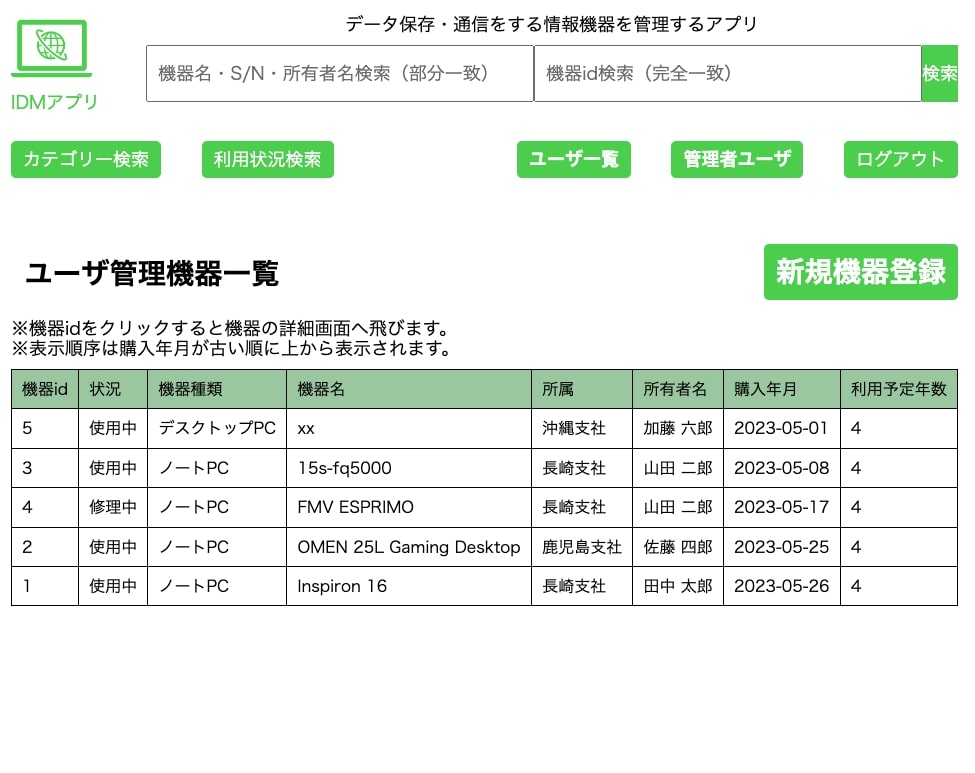 データ保存・通信をする情報機器を管理するアプリ
機器名・S/N・所有者名検索（部分一致） 機器id検索（完全一致） 検索
IDMアプリ
カテゴリー検索 利用状況検索 ユーザ一覧 管理者ユーザ ログアウト
ユーザ管理機器一覧 新規機器登録
※機器idをクリックすると機器の詳細画面へ飛びます。
※表示順序は購入年月が古い順に上から表示されます。
機器id 状況 機器種類 機器名 所属 所有者名 購入年月 利用予定年数
5 使用中 デスクトップPC xx 沖縄支社 加藤 六郎 2023-05-01 4
3 使用中 ノートPC 15s-fq5000 長崎支社 山田 二郎 2023-05-08 4
4 修理中 ノートPC FMV ESPRIMO 長崎支社 山田 二郎 2023-05-17 4
2 使用中 ノートPC OMEN 25L Gaming Desktop 鹿児島支社 佐藤 四郎 2023-05-25 4
1 使用中 ノートPC Inspiron 16 長崎支社 田中 太郎 2023-05-26 4